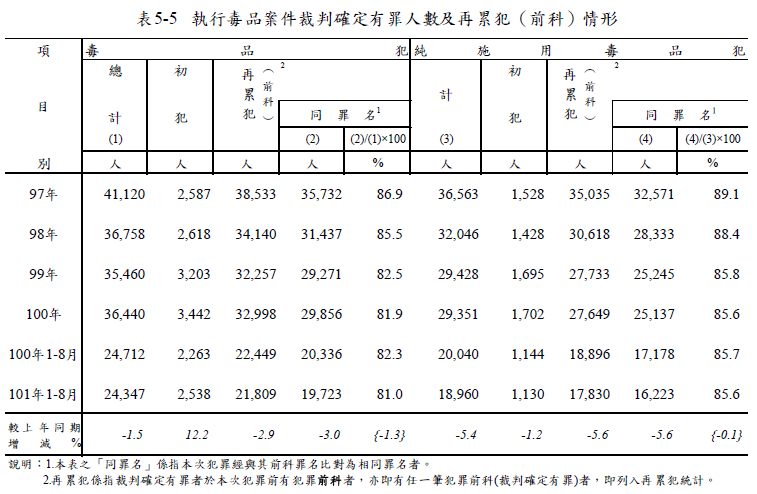 表5-5 執行毒品案件裁判確定有罪人數及再累犯（前科）情形
項目別 毒品犯 純施用毒品犯
總計 初犯 再累犯（前科）2 計 初犯 再累犯（前科）2
同罪名1 同罪名1
(1) (2) (2)/(1)×100 (3) (4) (4)/(3)×100
人 人 人 人 % 人 人 人 人 %
97年 41,120 2,587 38,533 35,732 86.9 36,563 1,528 35,035 32,571 89.1
98年 36,758 2,618 34,140 31,437 85.5 32,046 1,428 30,618 28,333 88.4
99年 35,460 3,203 32,257 29,271 82.5 29,428 1,695 27,733 25,245 85.8
100年 36,440 3,442 32,998 29,856 81.9 29,351 1,702 27,649 25,137 85.6
100年1-8月 24,712 2,263 22,449 20,336 82.3 20,040 1,144 18,896 17,178 85.7
101年1-8月 24,347 2,538 21,809 19,723 81.0 18,960 1,130 17,830 16,223 85.6
較上年同期
增減% -1.5 12.2 -2.9 -3.0 {-1.3} -5.4 -1.2 -5.6 -5.6 {-0.1}
說明：1.本表之「同罪名」係指本次犯罪經與其前科罪名比對為相同罪名者。
2.再累犯係指裁判確定有罪者於本次犯罪前有犯罪前科者，亦即有任一筆犯罪前科(裁判確定有罪)者，即列入再累犯統計。